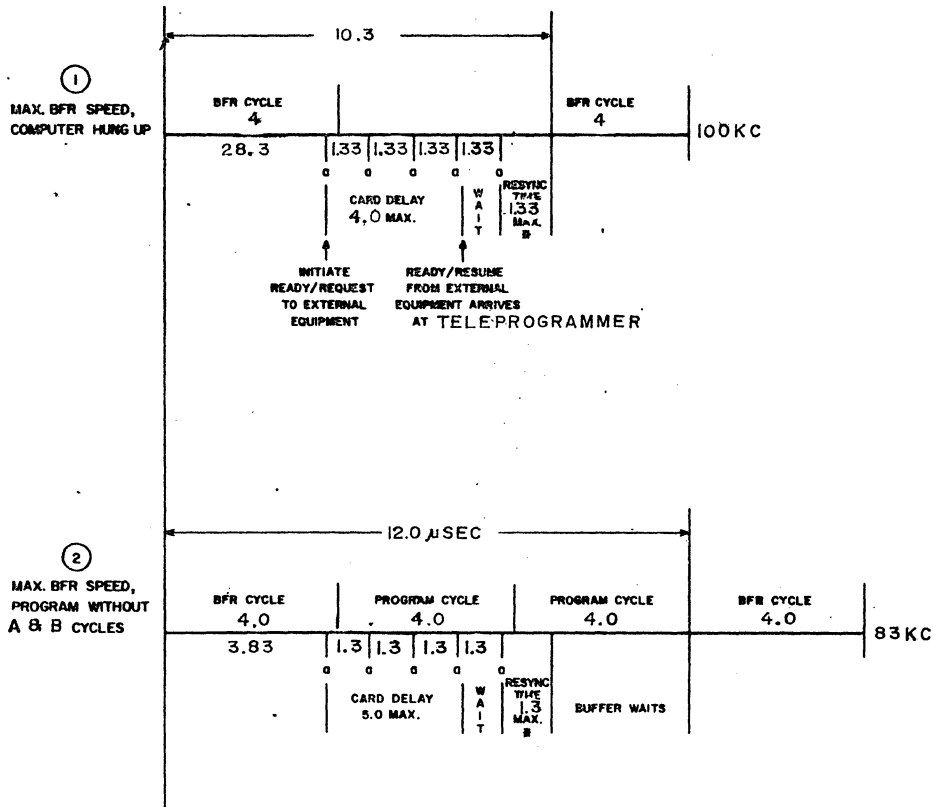 10.3
1
MAX. BFR SPEED,
COMPUTER HUNG UP
BFR CYCLE
4
BFR CYCLE
4
100KC
28.3
1.33
1.33
1.33
1.33
a
a
a
a
a
CARD DELAY
4.0 MAX.
WAIT
RESYNC
TIME
1.33
MAX.
INITIATE
READY/REQUEST
TO EXTERNAL
EQUIPMENT
READY/RESUME
FROM EXTERNAL
EQUIPMENT ARRIVES
AT TELEPROGRAMMER
12.0 μSEC
2
MAX. BFR SPEED,
PROGRAM WITHOUT
A & B CYCLES
BFR CYCLE
4.0
PROGRAM CYCLE
4.0
PROGRAM CYCLE
4.0
BFR CYCLE
4.0
83KC
3.83
1.3
1.3
1.3
1.3
a
a
a
a
a
CARD DELAY
5.0 MAX.
WAIT
RESYNC
TIME
1.3
MAX.
BUFFER WAITS